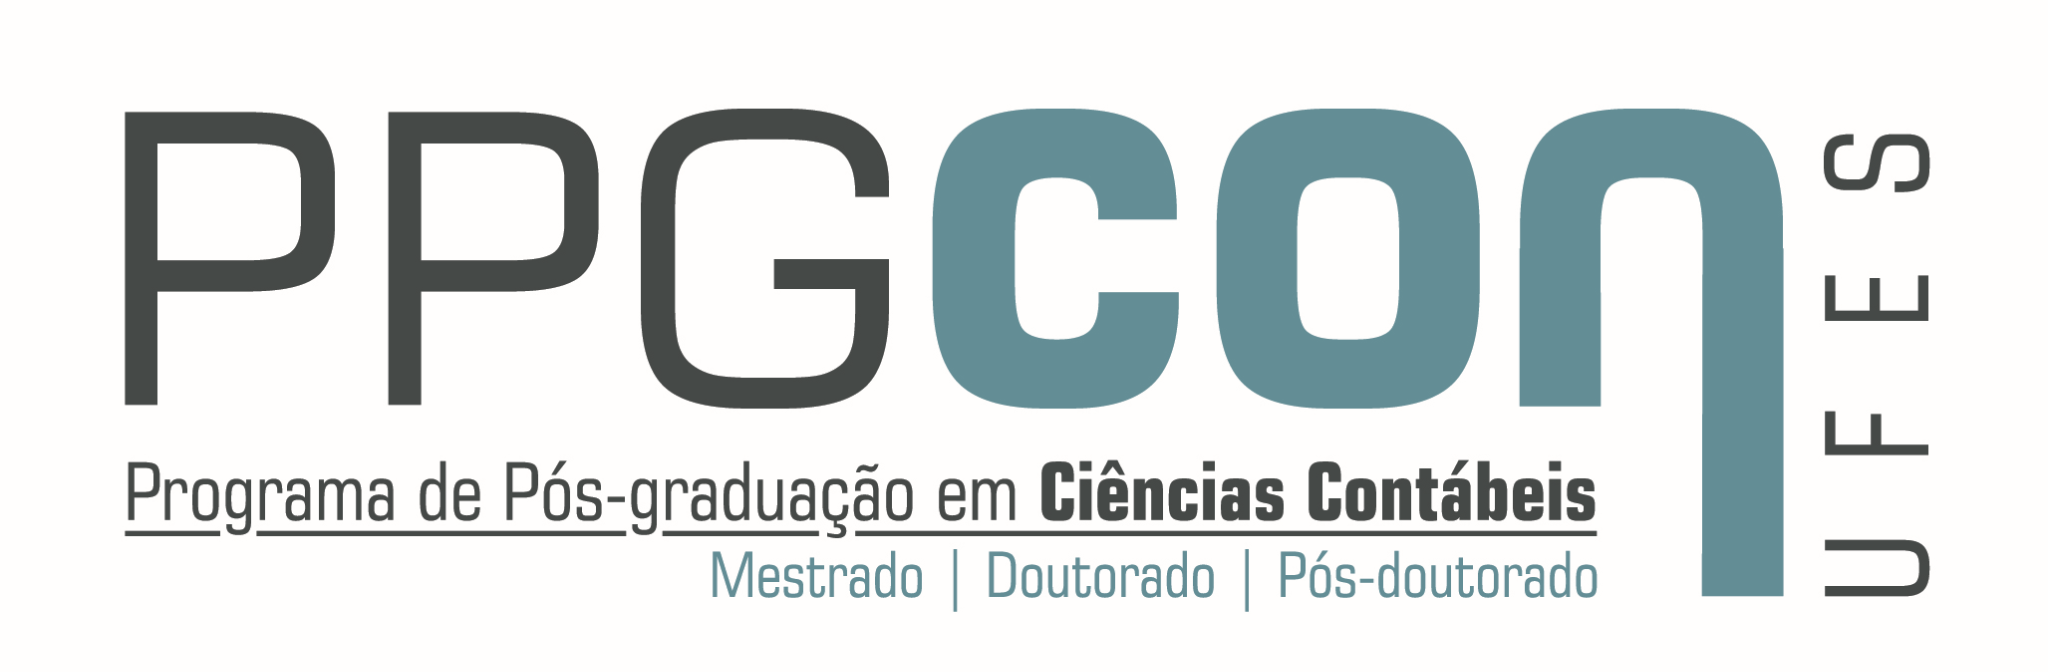 PPGcon
UFES
Programa de Pós-graduação em Ciências Contábeis
Mestrado | Doutorado | Pós-doutorado